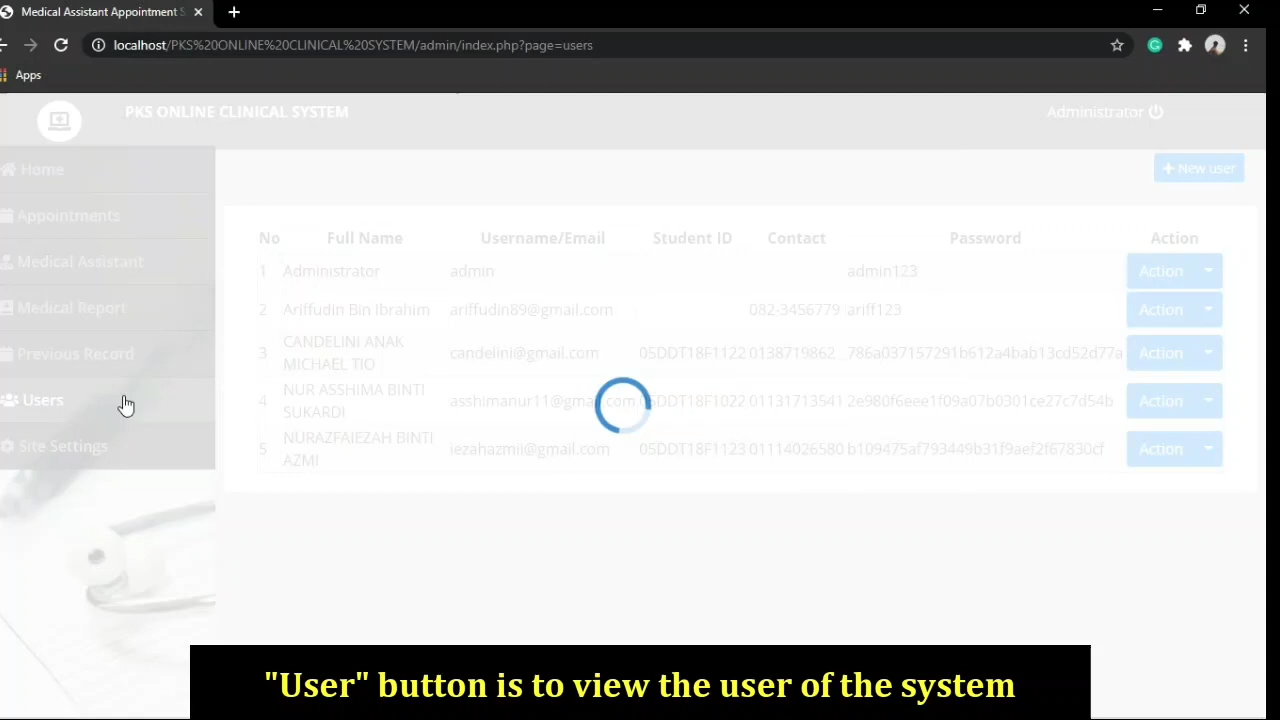 Medical Assistant Appointment S
localhost/PKS%20ONLINE%20CLINICAL%20SYSTEM/admin/index.php?page=users
Apps
PKS ONLINE CLINICAL SYSTEM
Administrator
Home
Appointments
Medical Assistant
Medical Report
Previous Record
Users
Site Settings
+ New user
No Full Name Username/Email Student ID Contact Password Action
1 Administrator admin admin123 Action
2 Ariffudin Bin Ibrahim ariffudin89@gmail.com 082-3456779 ariff123 Action
CANDELINI ANAK
3 candelini@gmail.com 05DDT18F1122 0138719862 786a037157291b612a4bab13cd52d77a Action
MICHAEL TIO
NUR ASSHIMA BINTI
4 asshimanur11@gmail.com 05DDT18F1022 01131713541 2e980f6eee1f09a07b0301ce27c7d54b Action
SUKARDI
NURAZFAIEZAH BINTI
5 iezahazmii@gmail.com 05DDT18F1123 01114026580 b109475af793449b31f9aef2f67830cf Action
AZMI
"User" button is to view the user of the system